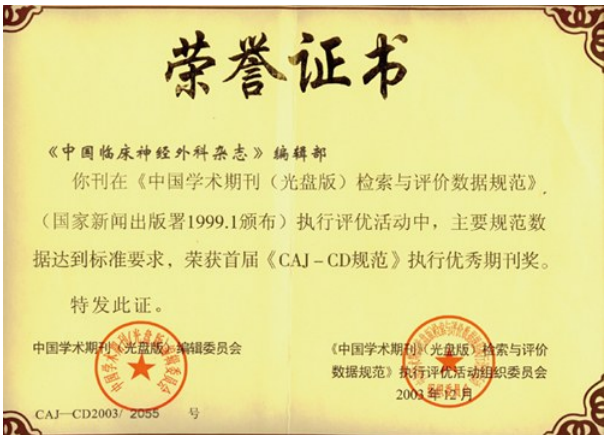 荣誉证书
《中国临床神经外科杂志》编辑部
你刊在《中国学术期刊（光盘版）检索与评价数据规范》
（国家新闻出版署1999.1颁布）执行评优活动中，主要规范数
据达到标准要求，荣获首届《CAJ－CD规范》执行优秀期刊奖。
特发此证。
中国学术期刊（光盘版）编辑委员会
《中国学术期刊（光盘版）检索与评价
数据规范》执行评优活动组织委员会
2003年12月
CAJ—CD2003/ 2055 号